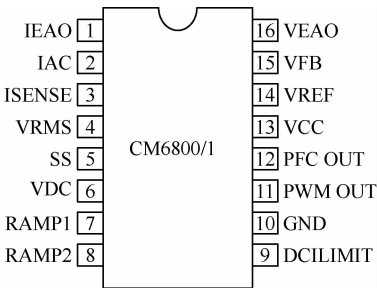 IEAO 1 16 VEAO
IAC 2 15 VFB
ISENSE 3 14 VREF
VRMS 4 13 VCC
CM6800/1
SS 5 12 PFC OUT
VDC 6 11 PWM OUT
RAMP1 7 10 GND
RAMP2 8 9 DCILIMIT